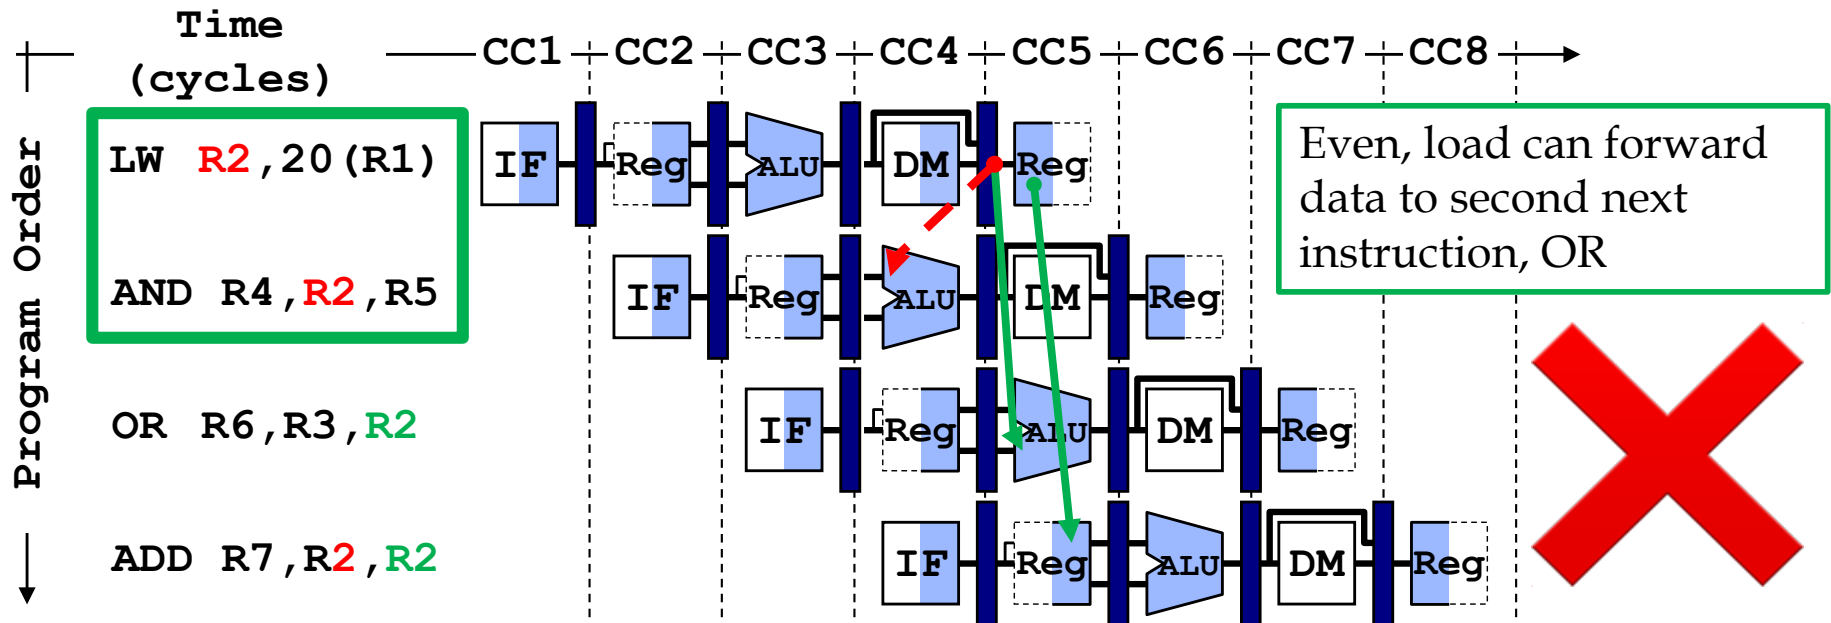 Time
(cycles)
CC1 CC2 CC3 CC4 CC5 CC6 CC7 CC8
Program Order
LW R2,20(R1)
IF Reg ALU DM Reg
Even, load can forward
data to second next
instruction, OR
AND R4,R2,R5
IF Reg ALU DM Reg
OR R6,R3,R2
IF Reg ALU DM Reg
ADD R7,R2,R2
IF Reg ALU DM Reg